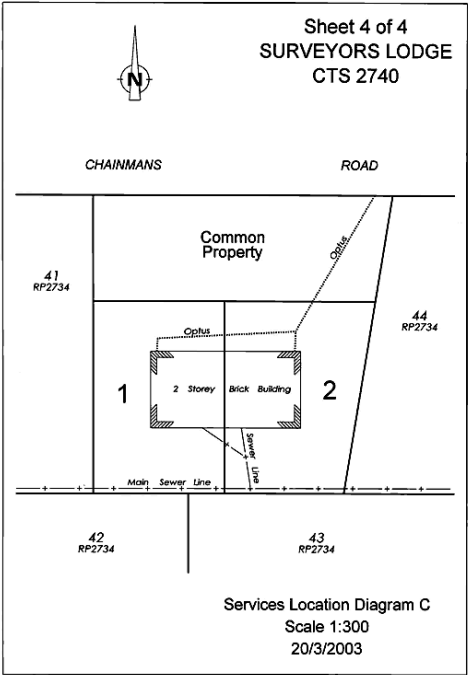 Sheet 4 of 4
SURVEYORS LODGE
CTS 2740
N
CHAINMANS ROAD
Common
Property
Optus
41
RP2734
44
RP2734
Optus
1
2 Storey Brick Building
2
Sewer Line
Main Sewer Line
42
RP2734
43
RP2734
Services Location Diagram C
Scale 1:300
20/3/2003